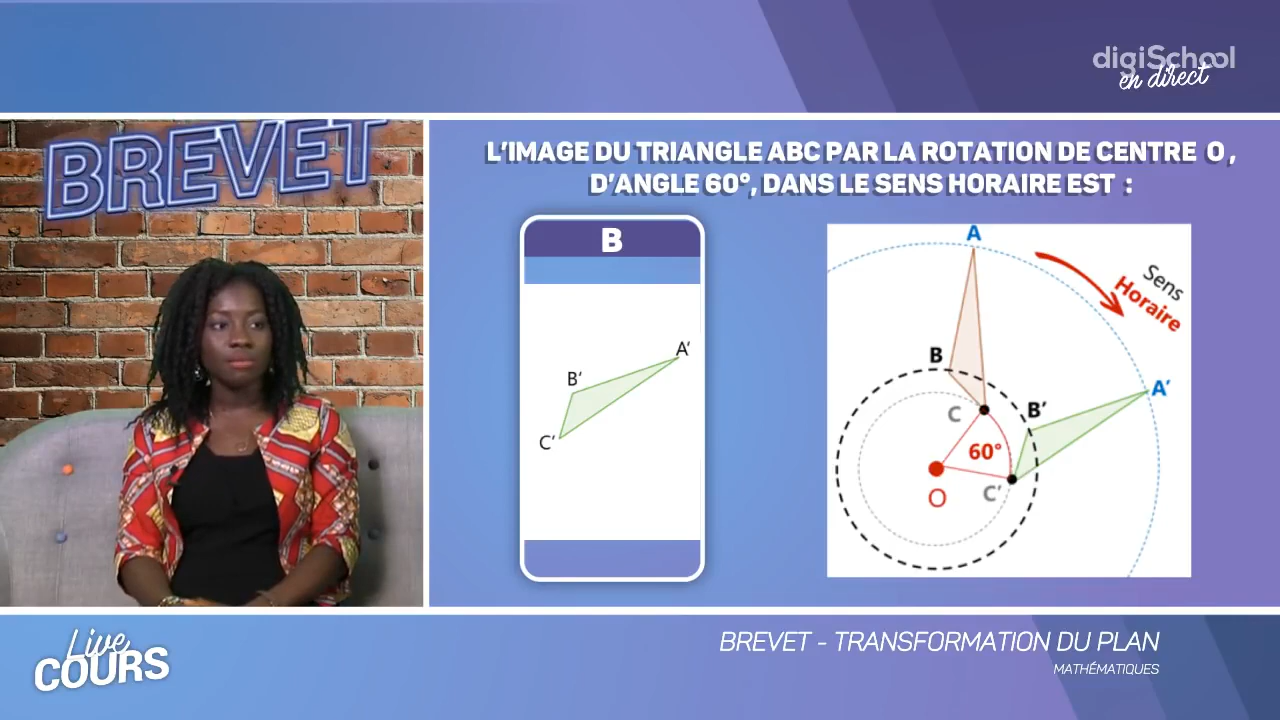 digiSchool
en direct
BREVET
L'IMAGE DU TRIANGLE ABC PAR LA ROTATION DE CENTRE O,
D'ANGLE 60°, DANS LE SENS HORAIRE EST :
B
A'
B'
C'
A
Sens
Horaire
B
A'
C
B'
60°
C'
O
Live
COURS
BREVET - TRANSFORMATION DU PLAN
MATHÉMATIQUES